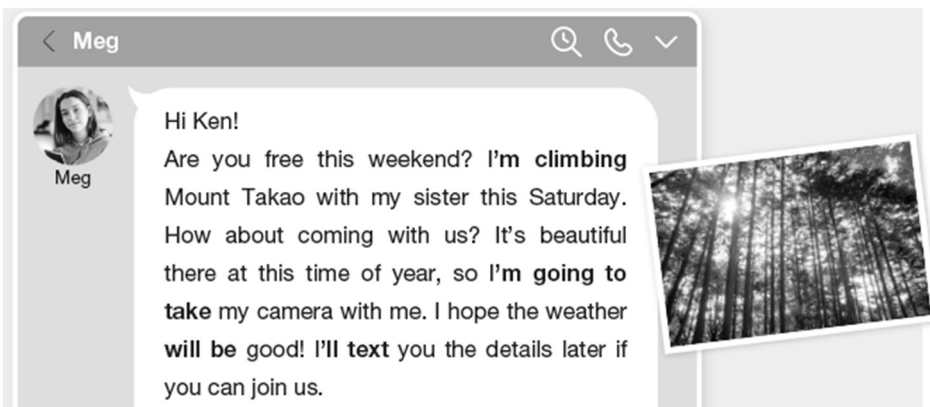 Meg
Meg
Hi Ken!
Are you free this weekend? I’m climbing
Mount Takao with my sister this Saturday.
How about coming with us? It’s beautiful
there at this time of year, so I’m going to
take my camera with me. I hope the weather
will be good! I’ll text you the details later if
you can join us.